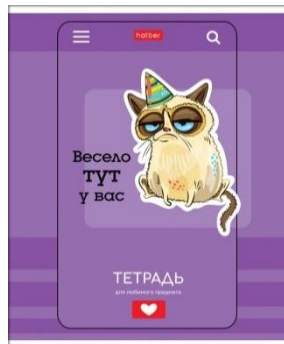 hatber
Весело
тут
у вас
ТЕТРАДЬ
для любимого предмета